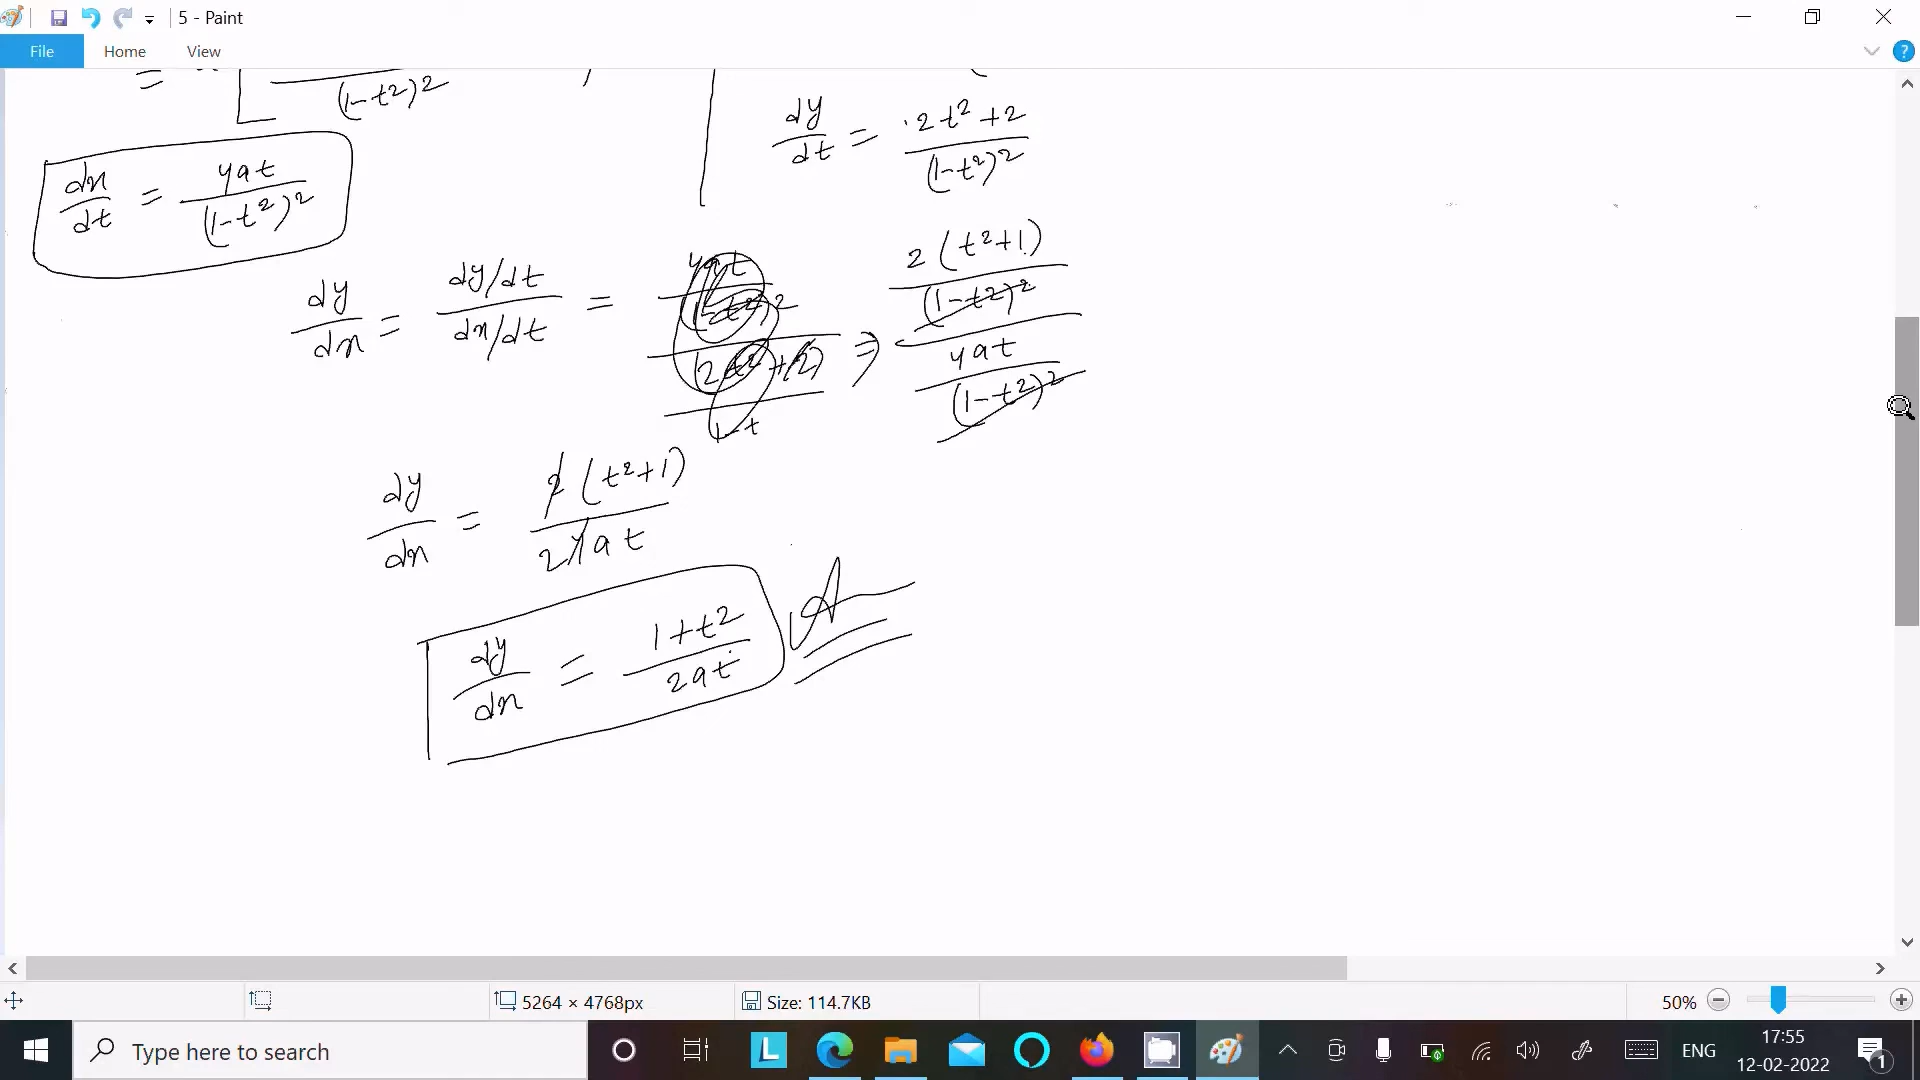 5 - Paint
File Home View
(1-t²)²
dy/dt = 2t²+2/(1-t²)²
dx/dt = 4at/(1-t²)²
dy/dx = dy/dt / dx/dt = ⇒ 2(t²+1)/(1-t²)² / 4at/(1-t²)²
dy/dx = 2(t²+1)/24at
dy/dx = 1+t²/2at
50%
5264 × 4768px
Size: 114.7KB
Type here to search
ENG
17:55
12-02-2022
1